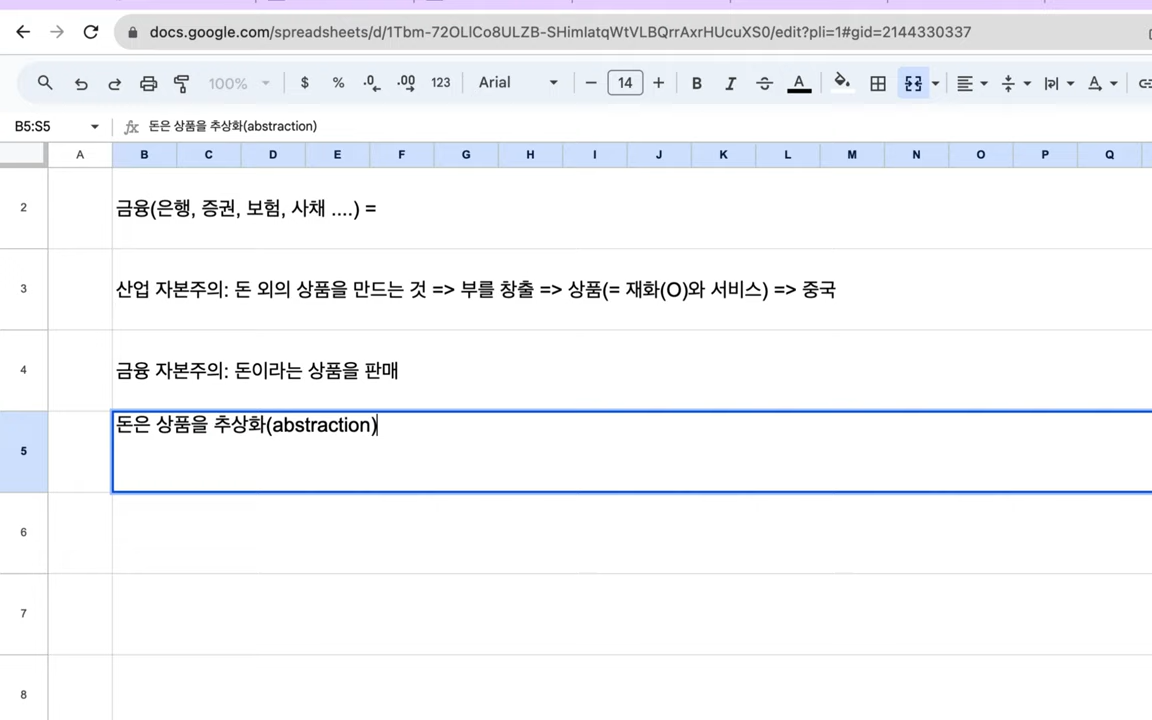 docs.google.com/spreadsheets/d/1Tbm-72OLlCo8ULZB-SHimlatqWtVLBQrrAxrHUcuXS0/edit?pli=1#gid=2144330337
100% $ % .0 .00 123 Arial 14 B I A A
B5:S5 fx 돈은 상품을 추상화(abstraction)
A B C D E F G H I J K L M N O P Q
2 금융(은행, 증권, 보험, 사채 ....) =
3 산업 자본주의: 돈 외의 상품을 만드는 것 => 부를 창출 => 상품(= 재화(O)와 서비스) => 중국
4 금융 자본주의: 돈이라는 상품을 판매
5 돈은 상품을 추상화(abstraction)
6
7
8